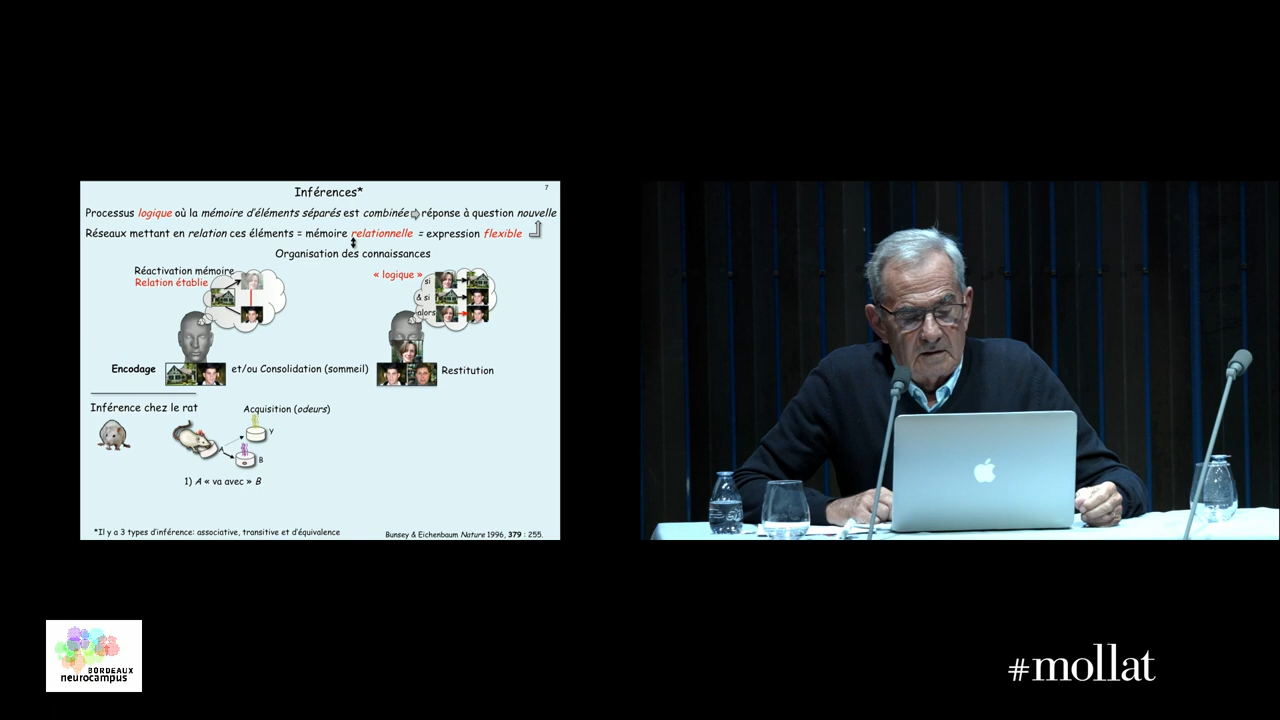 Inférences*
7
Processus logique où la mémoire d'éléments séparés est combinée réponse à question nouvelle
Réseaux mettant en relation ces éléments = mémoire relationnelle = expression flexible
Organisation des connaissances
Réactivation mémoire
Relation établie
« logique »
si
& si
alors
Encodage
et/ou Consolidation (sommeil)
Restitution
Inférence chez le rat
Acquisition (odeurs)
Y
A
B
1) A « va avec » B
*Il y a 3 types d'inférence: associative, transitive et d'équivalence
Bunsey & Eichenbaum Nature 1996, 379 : 255.
BORDEAUX
neurocampus
#mollat